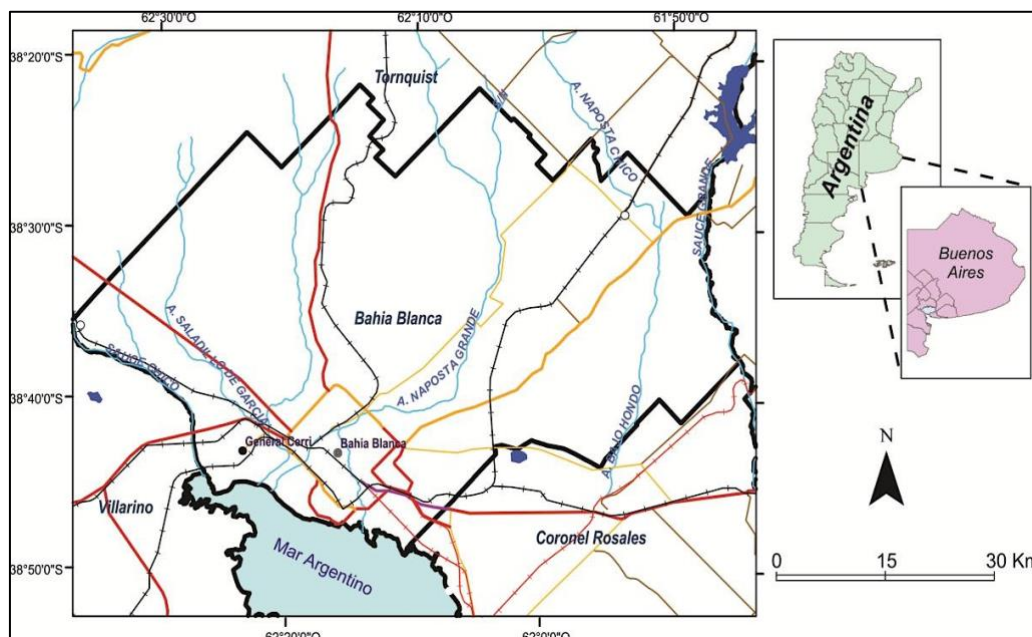 62°30'0"O
62°10'0"O
61°50'0"O
38°20'0"S
38°30'0"S
38°40'0"S
38°50'0"S
Tornquist
A. NAPOSTA CHICO
SAUCE GRANDE
Bahia Blanca
A. SALADILLO DE GARCIA
A. NAPOSTA GRANDE
SAUCE CHICO
General Cerri
Bahia Blanca
A. BAJO HONDO
Villarino
Coronel Rosales
Mar Argentino
62°20'0"O
62°0'0"O
Argentina
Buenos
Aires
N
0 15 30 Km